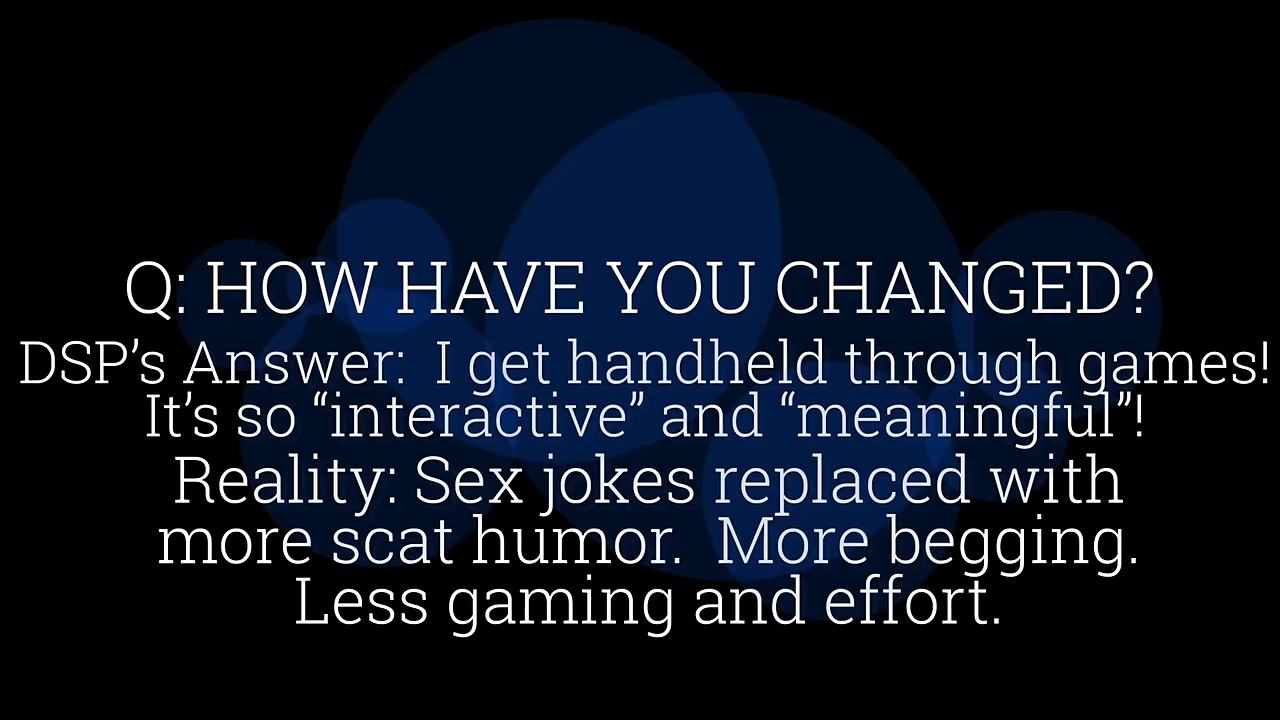 Q: HOW HAVE YOU CHANGED?
DSP’s Answer:  I get handheld through games!
It’s so “interactive” and “meaningful”!
Reality: Sex jokes replaced with
more scat humor.  More begging.
Less gaming and effort.